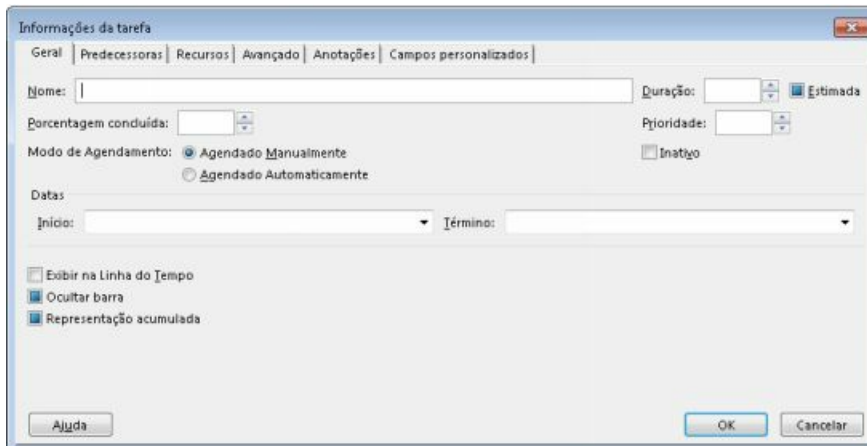 Informações da tarefa
Geral Predecessoras Recursos Avançado Anotações Campos personalizados
Nome: Duração: Estimada
Porcentagem concluída: Prioridade:
Modo de Agendamento: Agendado Manualmente Inativo
Agendado Automaticamente
Datas
Início: Término:
Exibir na Linha do Tempo
Ocultar barra
Representação acumulada
Ajuda OK Cancelar